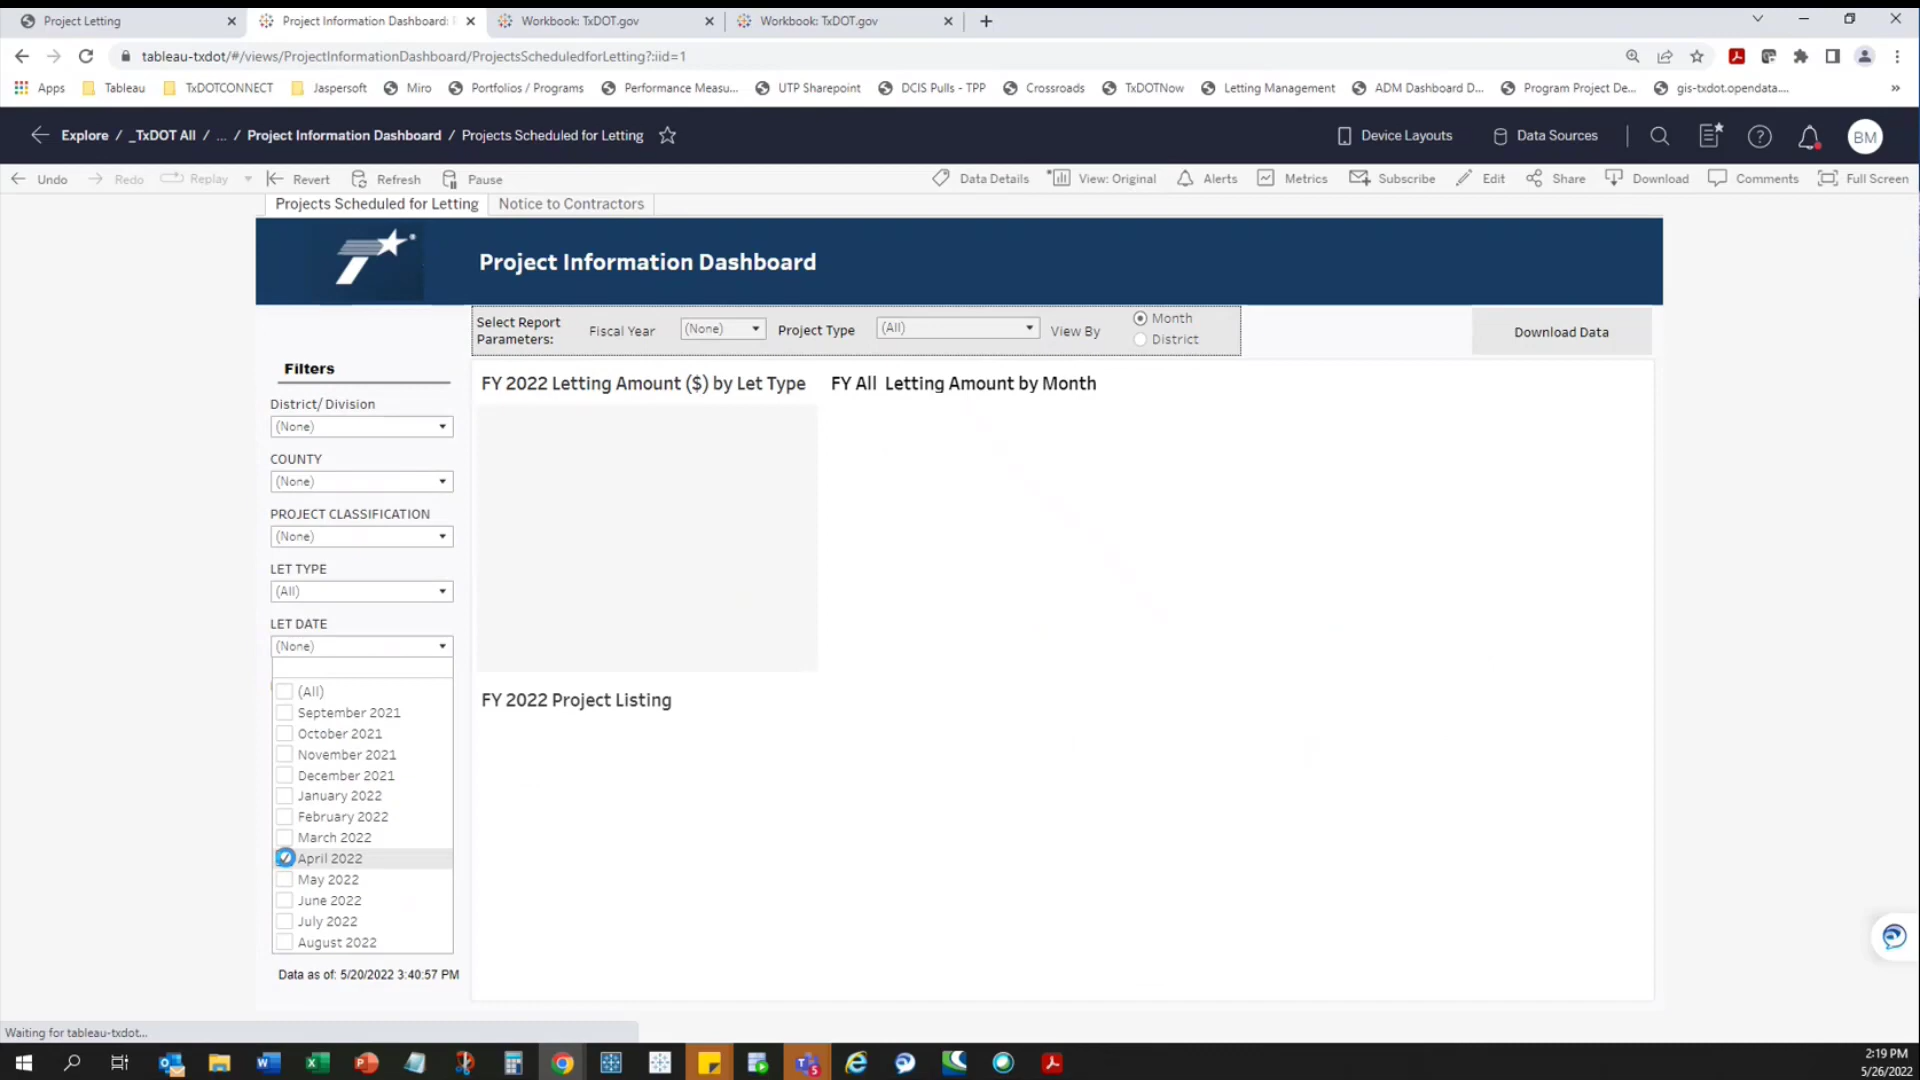 Project Letting
Project Information Dashboard:
Workbook: TxDOT.gov
Workbook: TxDOT.gov
tableau-txdot/#/views/ProjectInformationDashboard/ProjectsScheduledforLetting?:iid=1
Apps
Tableau
TxDOTCONNECT
Jaspersoft
Miro
Portfolios / Programs
Performance Measu...
UTP Sharepoint
DCIS Pulls - TPP
Crossroads
TxDOTNow
Letting Management
ADM Dashboard D...
Program Project De...
gis-txdot.opendata....
»
Explore / _TxDOT All / ... / Project Information Dashboard / Projects Scheduled for Letting
Device Layouts
Data Sources
BM
Undo
Redo
Replay
Revert
Refresh
Pause
Data Details
View: Original
Alerts
Metrics
Subscribe
Edit
Share
Download
Comments
Full Screen
Projects Scheduled for Letting
Notice to Contractors
Project Information Dashboard
Select Report
Parameters:
Fiscal Year
(None)
Project Type
(All)
View By
Month
District
Download Data
Filters
District/ Division
(None)
COUNTY
(None)
PROJECT CLASSIFICATION
(None)
LET TYPE
(All)
LET DATE
(None)
(All)
September 2021
October 2021
November 2021
December 2021
January 2022
February 2022
March 2022
April 2022
May 2022
June 2022
July 2022
August 2022
Data as of: 5/20/2022 3:40:57 PM
FY 2022 Letting Amount ($) by Let Type
FY All Letting Amount by Month
FY 2022 Project Listing
Waiting for tableau-txdot...
2:19 PM
5/26/2022